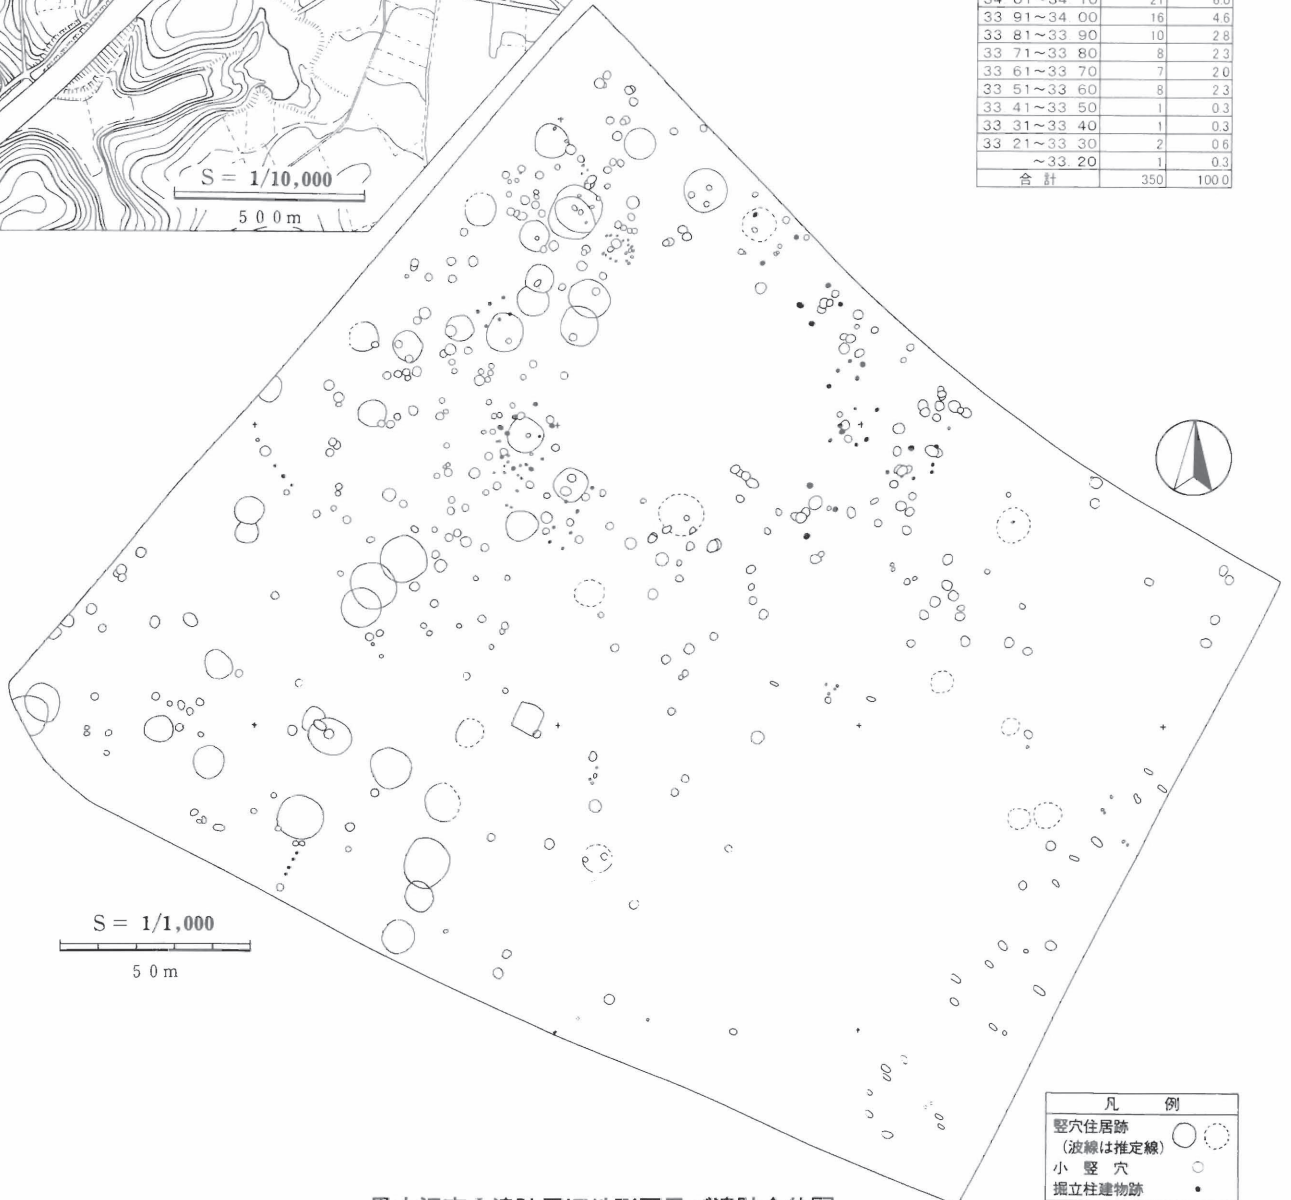 33 91〜34 00 16 4.6
33 81〜33 90 10 2 8
33 71〜33 80 8 2 3
33 61〜33 70 7 2 0
33 51〜33 60 8 2.3
33 41〜33 50 1 0 3
33 31〜33 40 1 0.3
33 21〜33 30 2 0 6
〜33. 20 1 0.3
合 計 350 100 0
S = 1/10,000
500m
S = 1/1,000
50m
凡 例
竪穴住居跡
(波線は推定線)
小 竪 穴
掘立柱建物跡